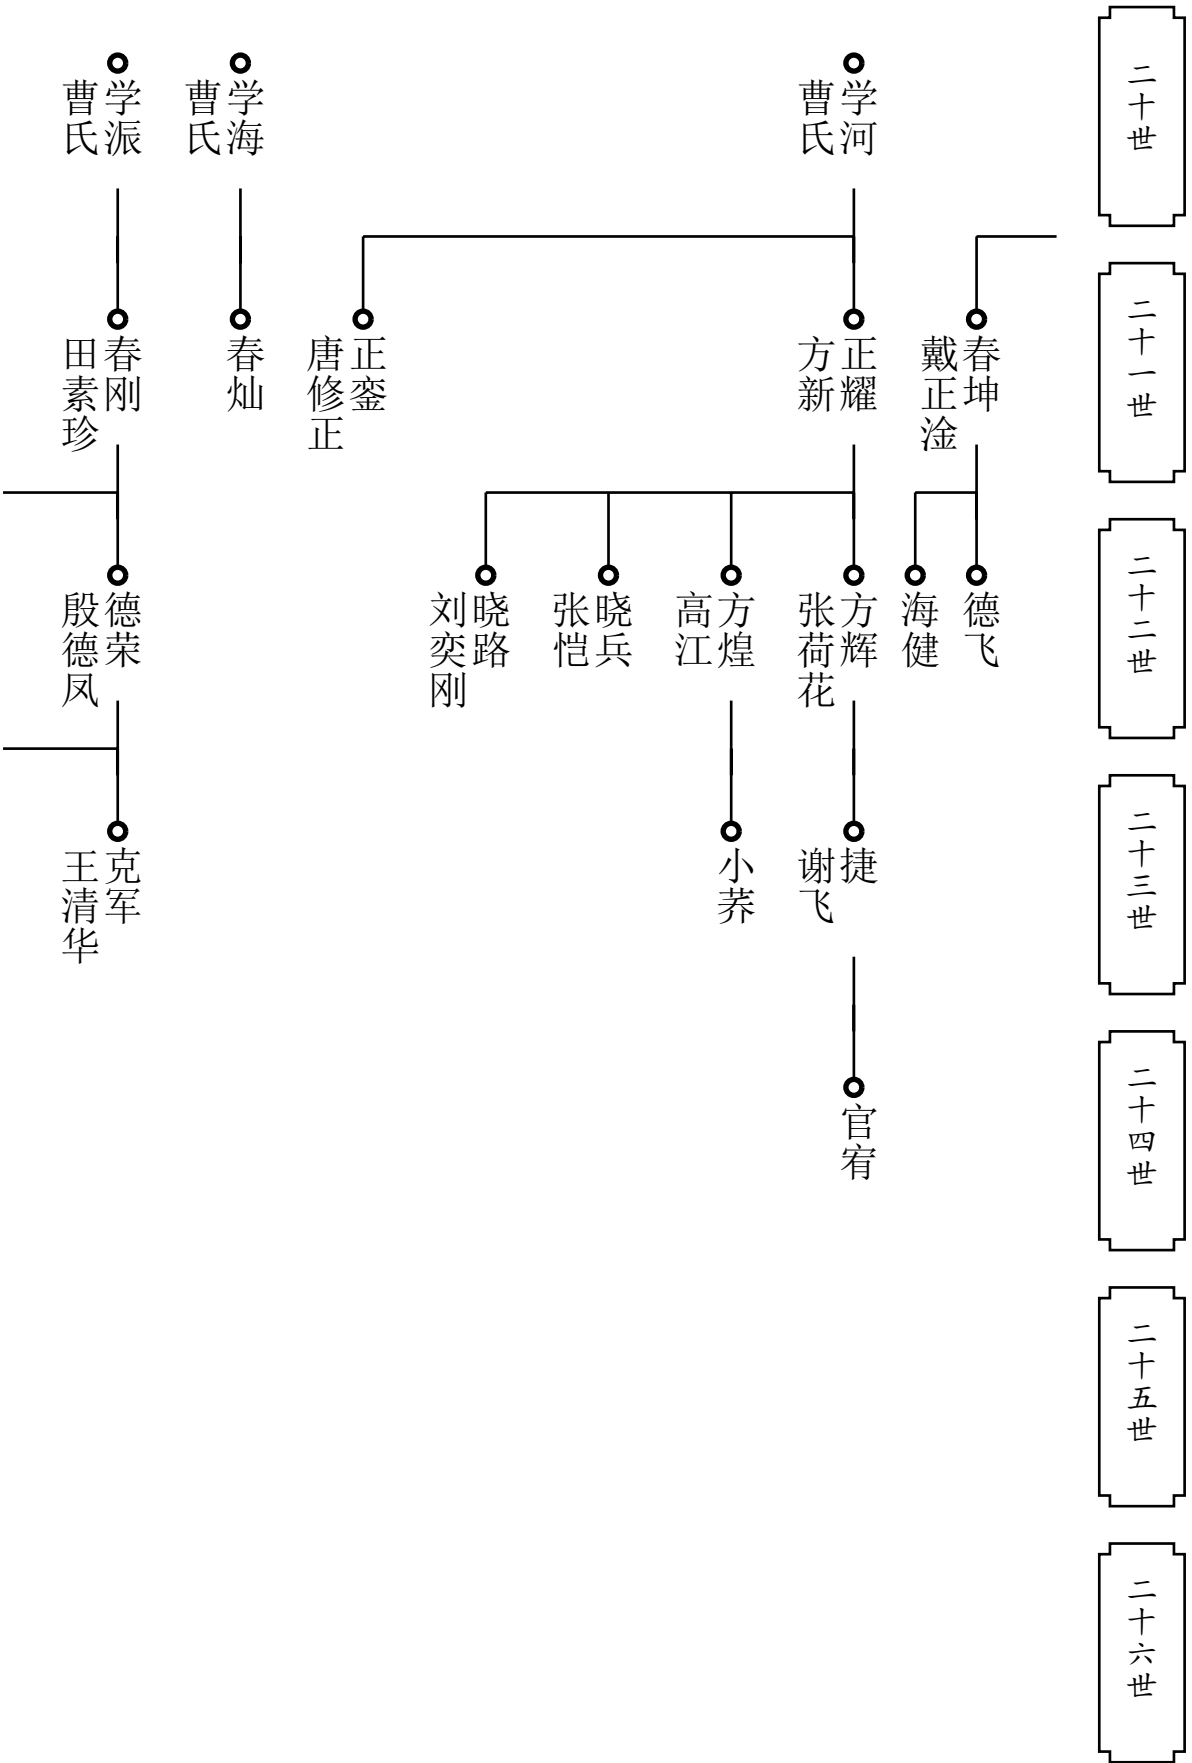 二十世
二十一世
二十二世
二十三世
二十四世
二十五世
二十六世
春坤
戴正淦
德飞
海健
学河
曹氏
正耀
方新
方辉
张荷花
捷
谢飞
官宥
方煌
高江
小荞
晓兵
张恺
晓路
刘奕刚
正銮
唐修正
学海
曹氏
春灿
学派
曹氏
春刚
田素珍
德荣
殷德凤
克军
王清华